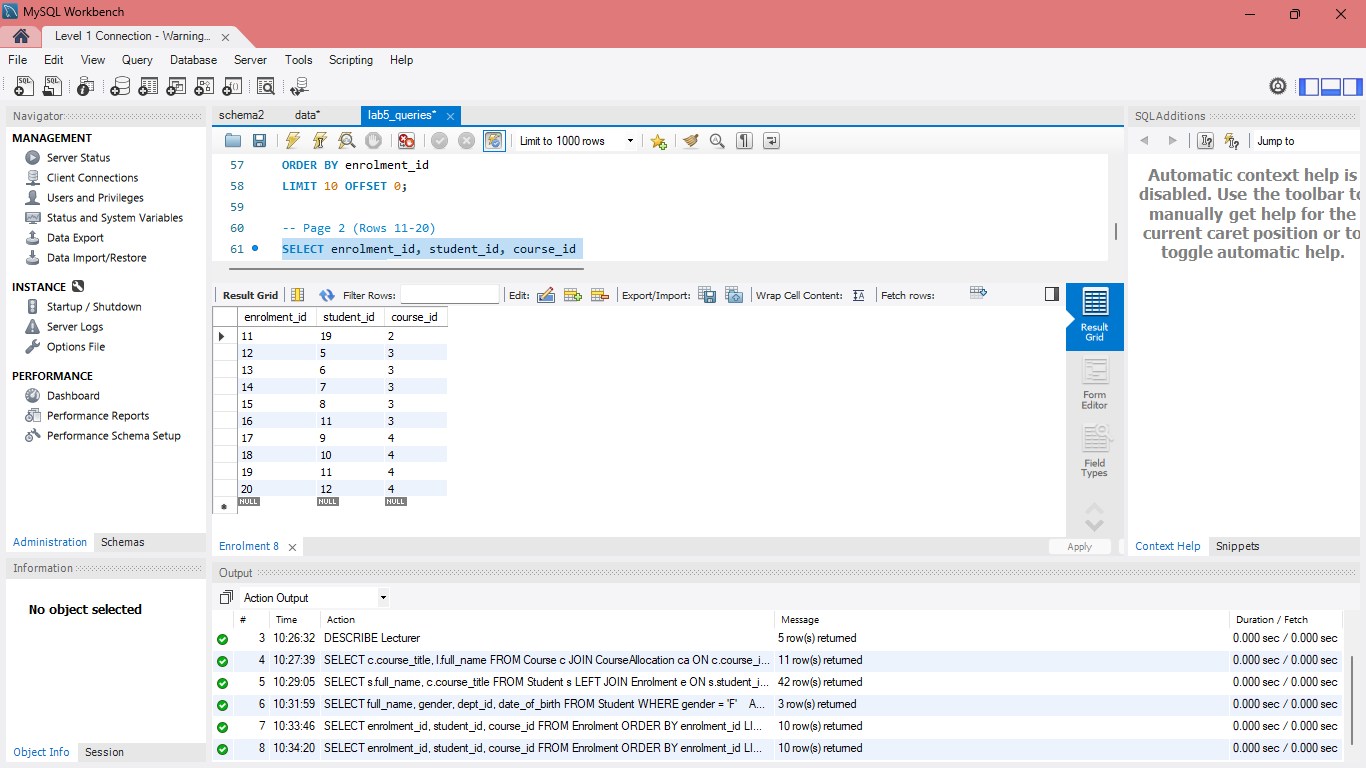 MySQL Workbench
Level 1 Connection - Warning...
File Edit View Query Database Server Tools Scripting Help
Navigator
MANAGEMENT
Server Status
Client Connections
Users and Privileges
Status and System Variables
Data Export
Data Import/Restore
INSTANCE
Startup / Shutdown
Server Logs
Options File
PERFORMANCE
Dashboard
Performance Reports
Performance Schema Setup
Administration Schemas
Information
No object selected
Object Info Session
schema2 data* lab5_queries*
Limit to 1000 rows
57 ORDER BY enrolment_id
58 LIMIT 10 OFFSET 0;
59
60 -- Page 2 (Rows 11-20)
61 SELECT enrolment_id, student_id, course_id
Result Grid Filter Rows: Edit: Export/Import: Wrap Cell Content: Fetch rows:
enrolment_id student_id course_id
11 19 2
12 5 3
13 6 3
14 7 3
15 8 3
16 11 3
17 9 4
18 10 4
19 11 4
20 12 4
NULL NULL NULL
Result
Grid
Form
Editor
Field
Types
Enrolment 8
Apply
SQLAdditions
Jump to
Automatic context help is
disabled. Use the toolbar to
manually get help for the
current caret position or to
toggle automatic help.
Context Help Snippets
Output
Action Output
# Time Action Message Duration / Fetch
3 10:26:32 DESCRIBE Lecturer 5 row(s) returned 0.000 sec / 0.000 sec
4 10:27:39 SELECT c.course_title, l.full_name FROM Course c JOIN CourseAllocation ca ON c.course_i... 11 row(s) returned 0.000 sec / 0.000 sec
5 10:29:05 SELECT s.full_name, c.course_title FROM Student s LEFT JOIN Enrolment e ON s.student_i... 42 row(s) returned 0.000 sec / 0.000 sec
6 10:31:59 SELECT full_name, gender, dept_id, date_of_birth FROM Student WHERE gender = 'F' A... 3 row(s) returned 0.000 sec / 0.000 sec
7 10:33:46 SELECT enrolment_id, student_id, course_id FROM Enrolment ORDER BY enrolment_id LI... 10 row(s) returned 0.000 sec / 0.000 sec
8 10:34:20 SELECT enrolment_id, student_id, course_id FROM Enrolment ORDER BY enrolment_id LI... 10 row(s) returned 0.000 sec / 0.000 sec